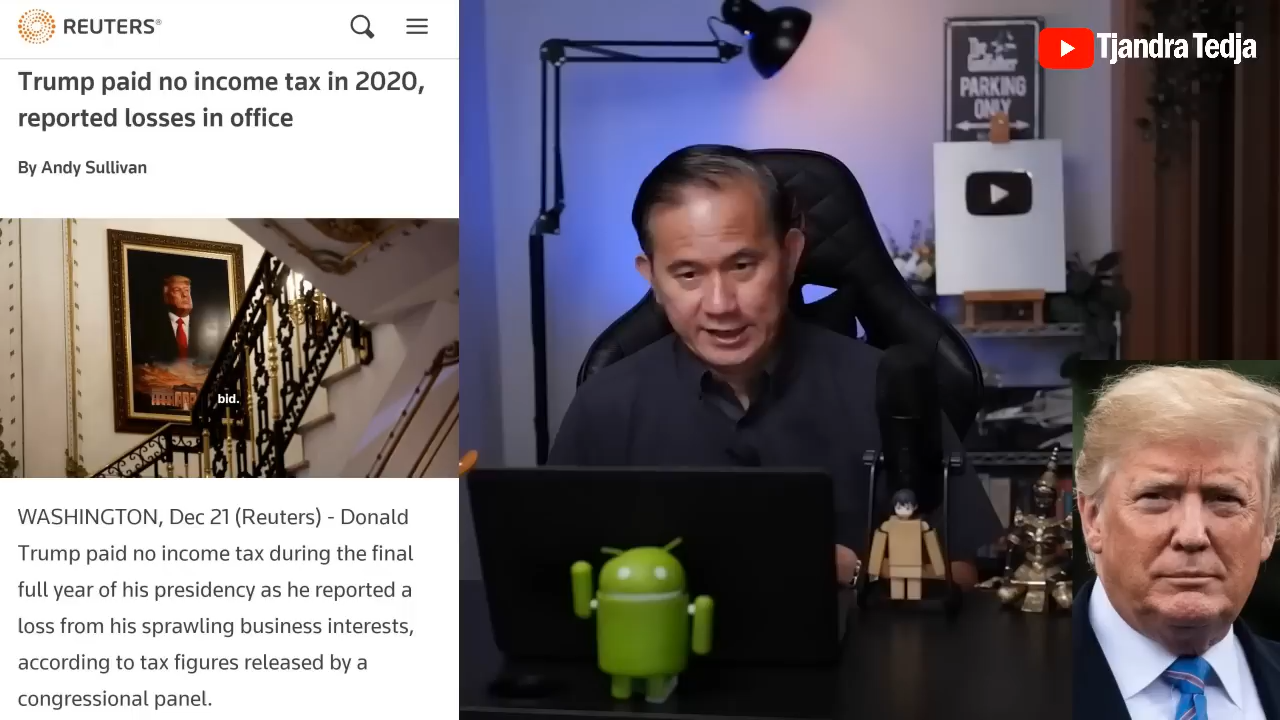 REUTERS®
Trump paid no income tax in 2020,
reported losses in office
By Andy Sullivan
bid.
WASHINGTON, Dec 21 (Reuters) - Donald
Trump paid no income tax during the final
full year of his presidency as he reported a
loss from his sprawling business interests,
according to tax figures released by a
congressional panel.
The
Godfather
PARKING
ONLY
Tjandra Tedja